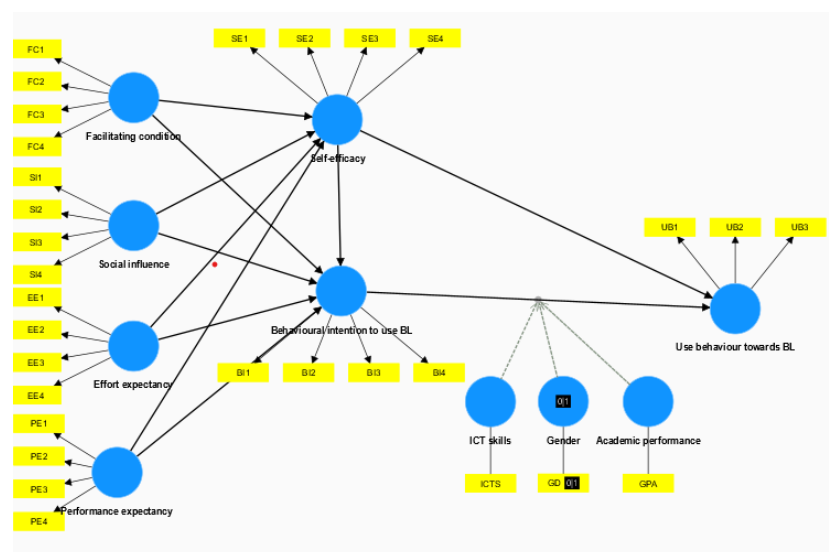 SE1
SE2
SE3
SE4
FC1
FC2
FC3
FC4
Facilitating condition
Self-efficacy
SI1
SI2
SI3
SI4
Social influence
UB1
UB2
UB3
Use behaviour towards BL
EE1
EE2
EE3
EE4
Effort expectancy
Behavioural intention to use BL
BI1
BI2
BI3
BI4
0|1
ICT skills
Gender
Academic performance
ICTS
GD 0|1
GPA
PE1
PE2
PE3
PE4
Performance expectancy